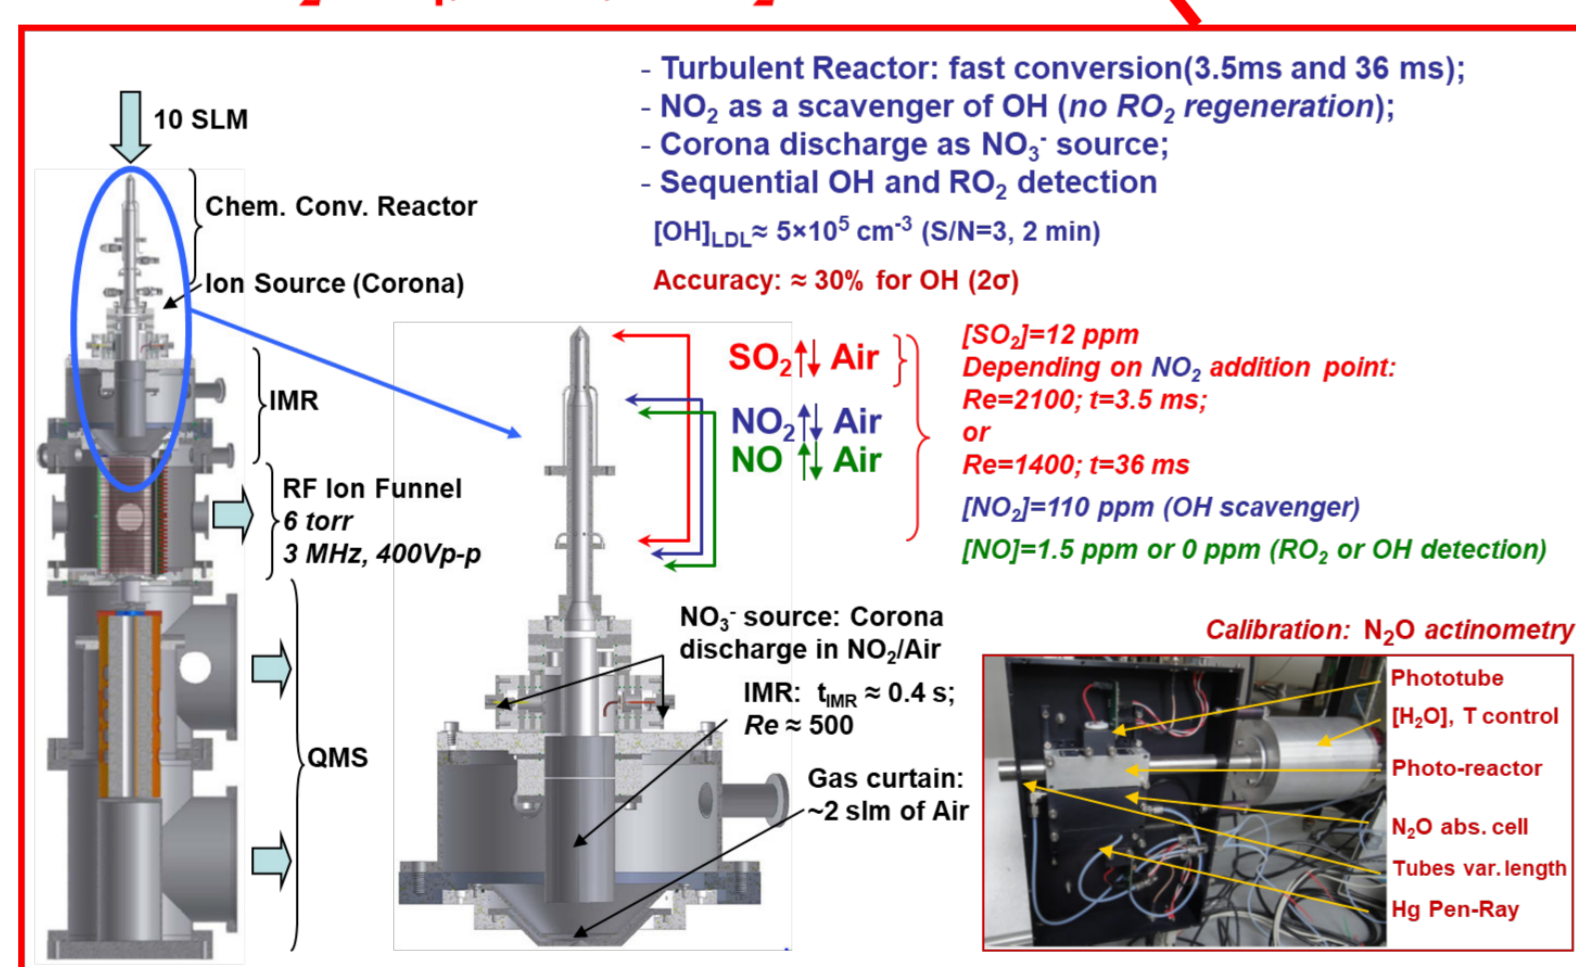 - Turbulent Reactor: fast conversion(3.5ms and 36 ms);
- NO₂ as a scavenger of OH (no RO₂ regeneration);
- Corona discharge as NO₃⁻ source;
- Sequential OH and RO₂ detection
[OH]LDL≈ 5×10⁵ cm⁻³ (S/N=3, 2 min)
Accuracy: ≈ 30% for OH (2σ)
10 SLM
Chem. Conv. Reactor
Ion Source (Corona)
IMR
RF Ion Funnel
6 torr
3 MHz, 400Vp-p
QMS
SO₂↑↓ Air
NO₂↑↓ Air
NO ↑↓ Air
[SO₂]=12 ppm
Depending on NO₂ addition point:
Re=2100; t=3.5 ms;
or
Re=1400; t=36 ms
[NO₂]=110 ppm (OH scavenger)
[NO]=1.5 ppm or 0 ppm (RO₂ or OH detection)
NO₃⁻ source: Corona
discharge in NO₂/Air
IMR: tIMR ≈ 0.4 s;
Re ≈ 500
Gas curtain:
~2 slm of Air
Calibration: N₂O actinometry
Phototube
[H₂O], T control
Photo-reactor
N₂O abs. cell
Tubes var. length
Hg Pen-Ray